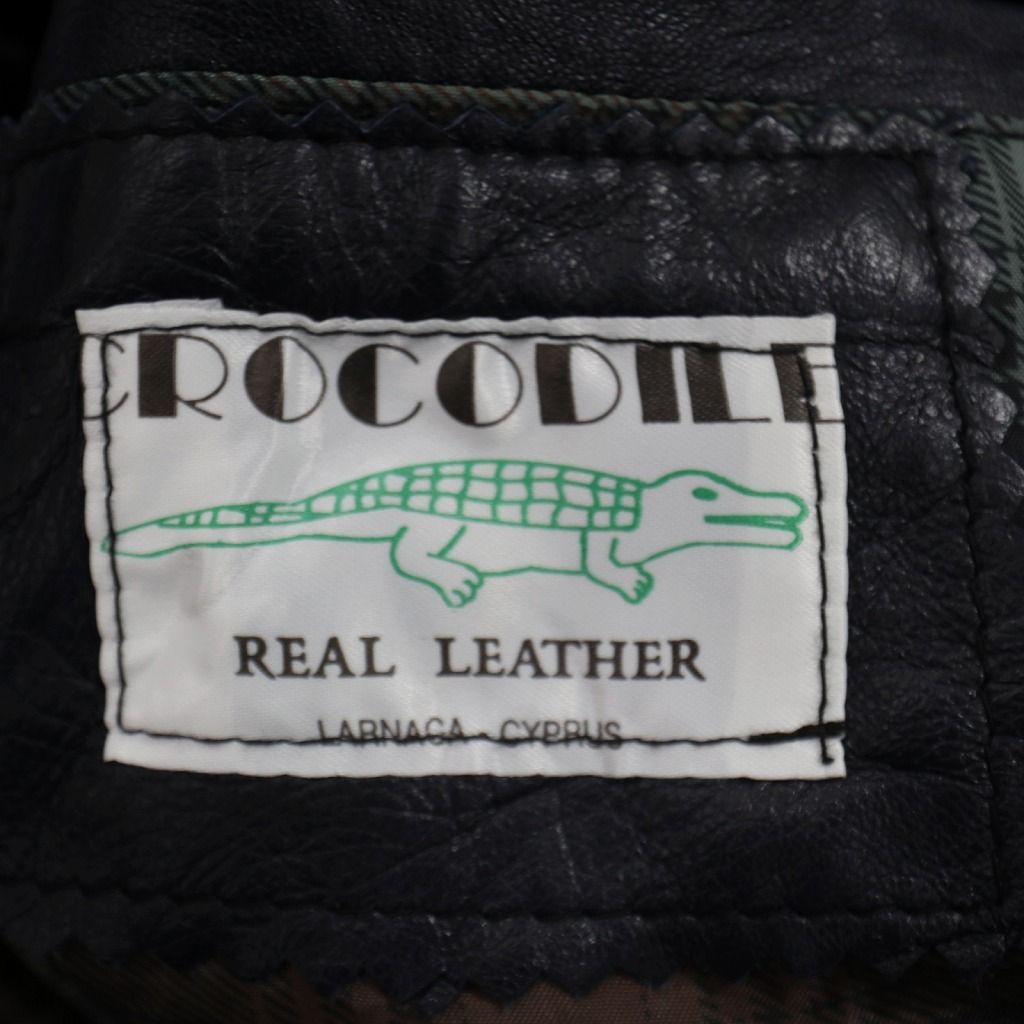 CROCODILE
REAL LEATHER
LARNACA - CYPRUS